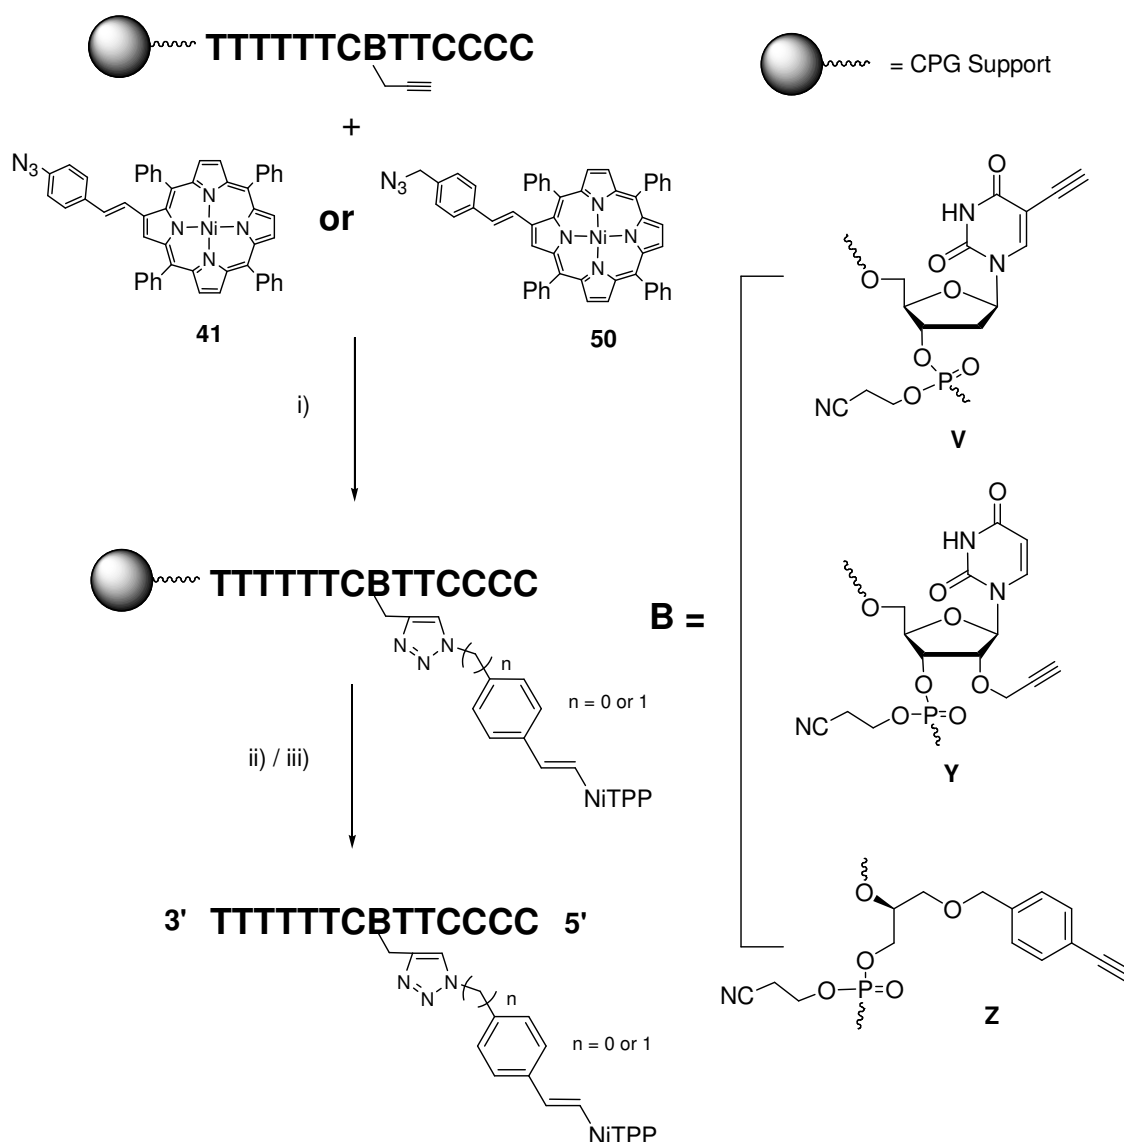 TTTTTTCBTTCCCC
= CPG Support
+
N3
Ph
Ph
N
N
Ni
N
N
Ph
Ph
41
or
N3
Ph
Ph
N
N
Ni
N
N
Ph
Ph
50
i)
O
HN
O
N
O
O
O
P
O
O
NC
V
TTTTTTCBTTCCCC
N
N
N
n
n = 0 or 1
NiTPP
B =
O
HN
O
N
O
O
O
O
O
P=O
NC
Y
ii) / iii)
3' TTTTTTCBTTCCCC 5'
N
N
N
n
n = 0 or 1
NiTPP
O
O
O
O
P=O
NC
Z